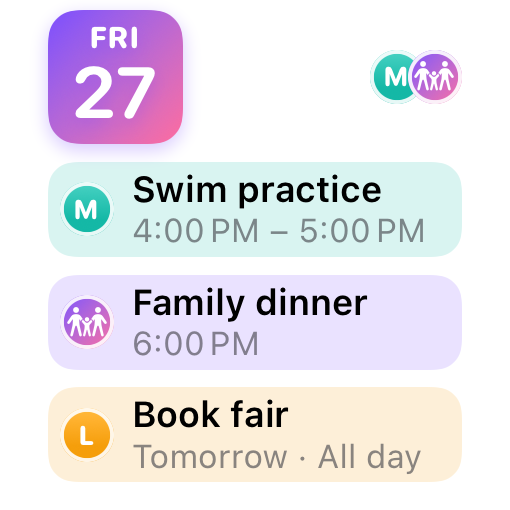 FRI
27
M
M
Swim practice
4:00 PM – 5:00 PM
Family dinner
6:00 PM
L
Book fair
Tomorrow · All day